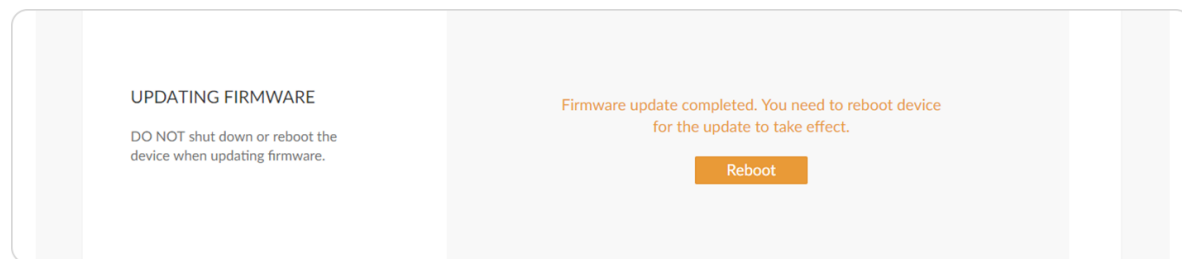 UPDATING FIRMWARE
DO NOT shut down or reboot the
device when updating firmware.
Firmware update completed. You need to reboot device
for the update to take effect.
Reboot